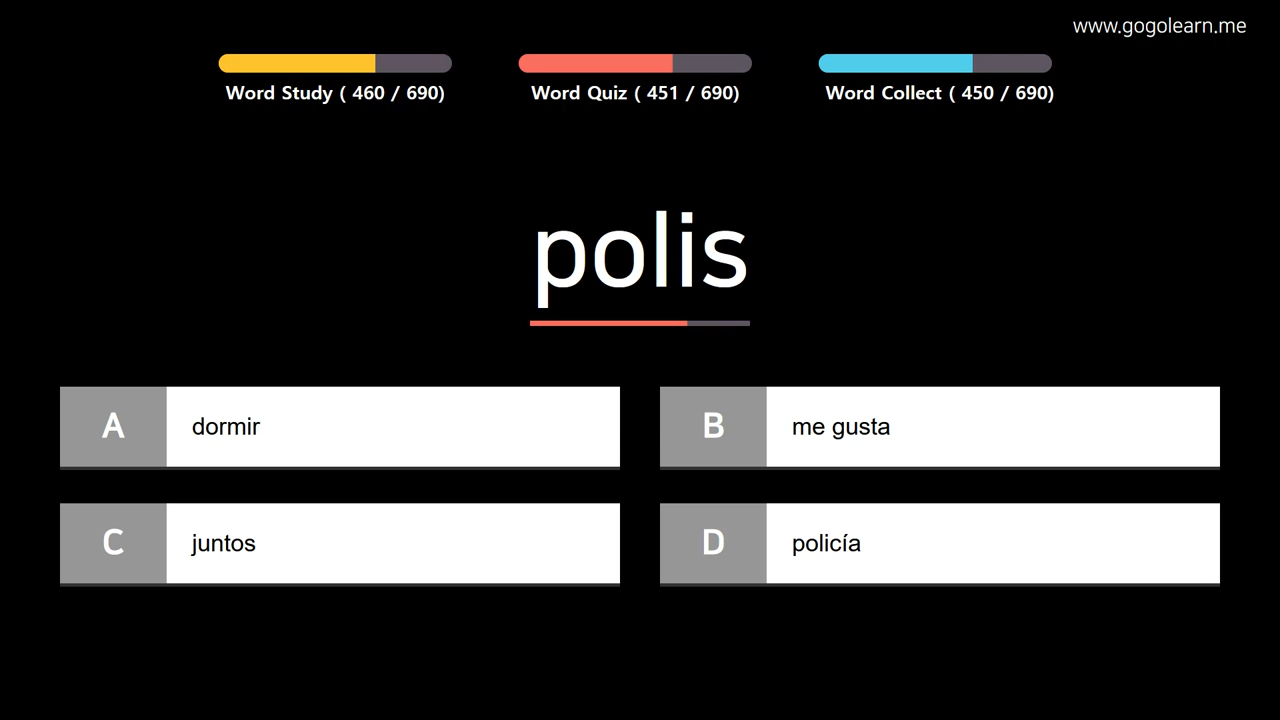 www.gogolearn.me
Word Study ( 460 / 690)
Word Quiz ( 451 / 690)
Word Collect ( 450 / 690)
polis
A dormir
B me gusta
C juntos
D policía